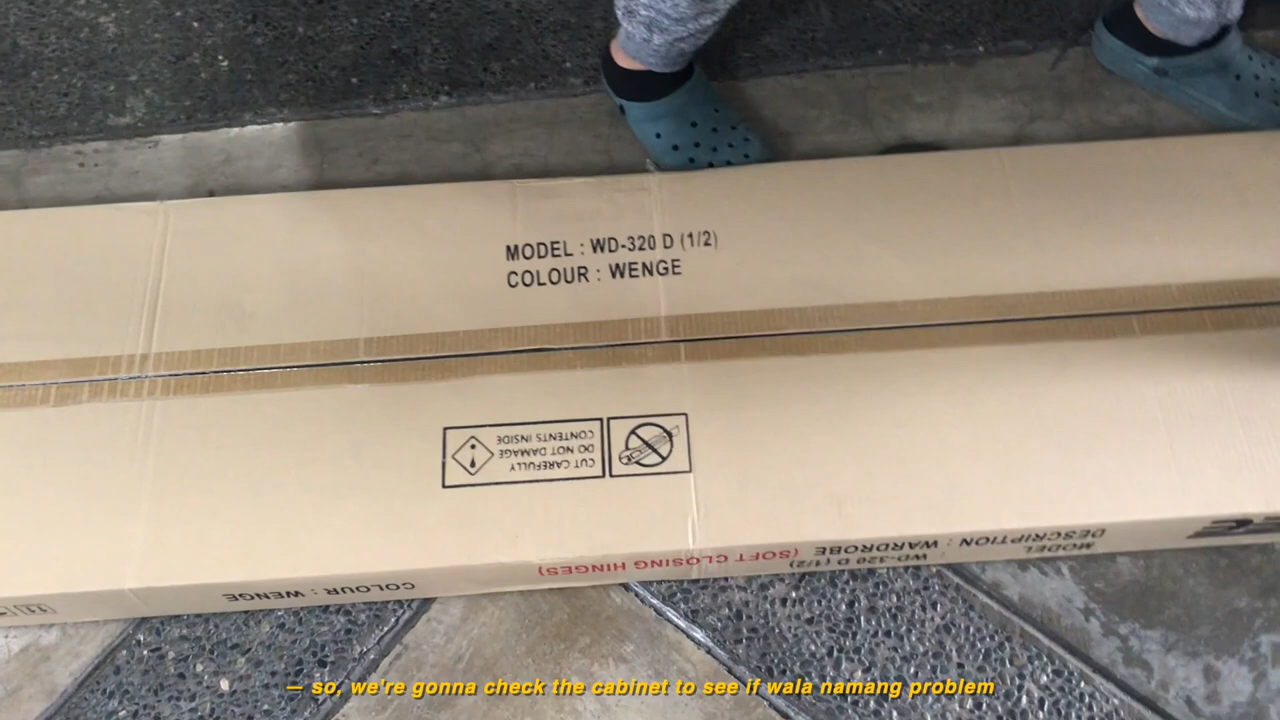 MODEL : WD-320 D (1/2)
COLOUR : WENGE
CUT CAREFULLY
DO NOT DAMAGE
CONTENTS INSIDE
MODEL : WD-320 D (1/2)
DESCRIPTION : WARDROBE (SOFT CLOSING HINGES)
COLOUR : WENGE
— so, we're gonna check the cabinet to see if wala namang problem